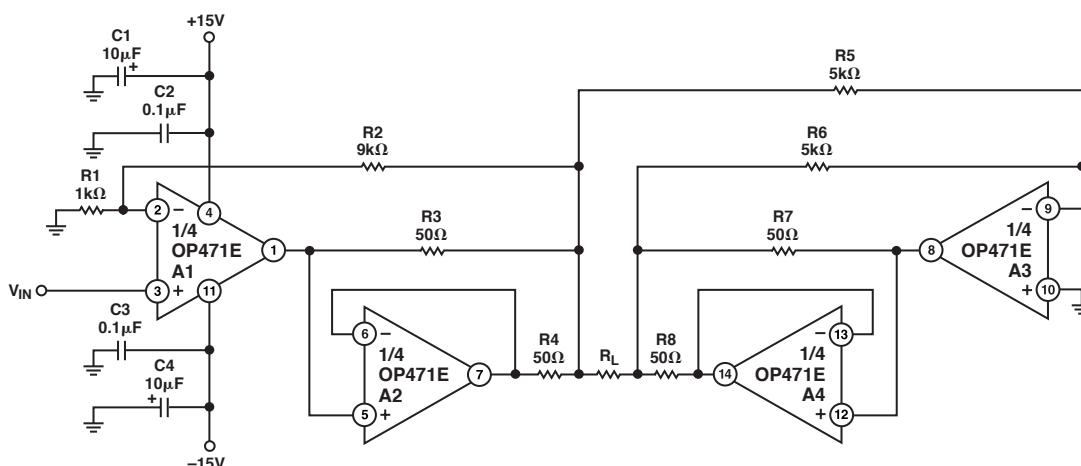 +15V
C1
10µF
+
C2
0.1µF
R1
1kΩ
R2
9kΩ
R5
5kΩ
R6
5kΩ
2
−
4
1/4
OP471E
A1
1
3
+
11
VIN
R3
50Ω
R7
50Ω
8
−
9
1/4
OP471E
A3
+
10
C3
0.1µF
C4
10µF
+
−15V
6
−
1/4
OP471E
A2
7
5
+
R4
50Ω
RL
R8
50Ω
14
−
13
1/4
OP471E
A4
+
12